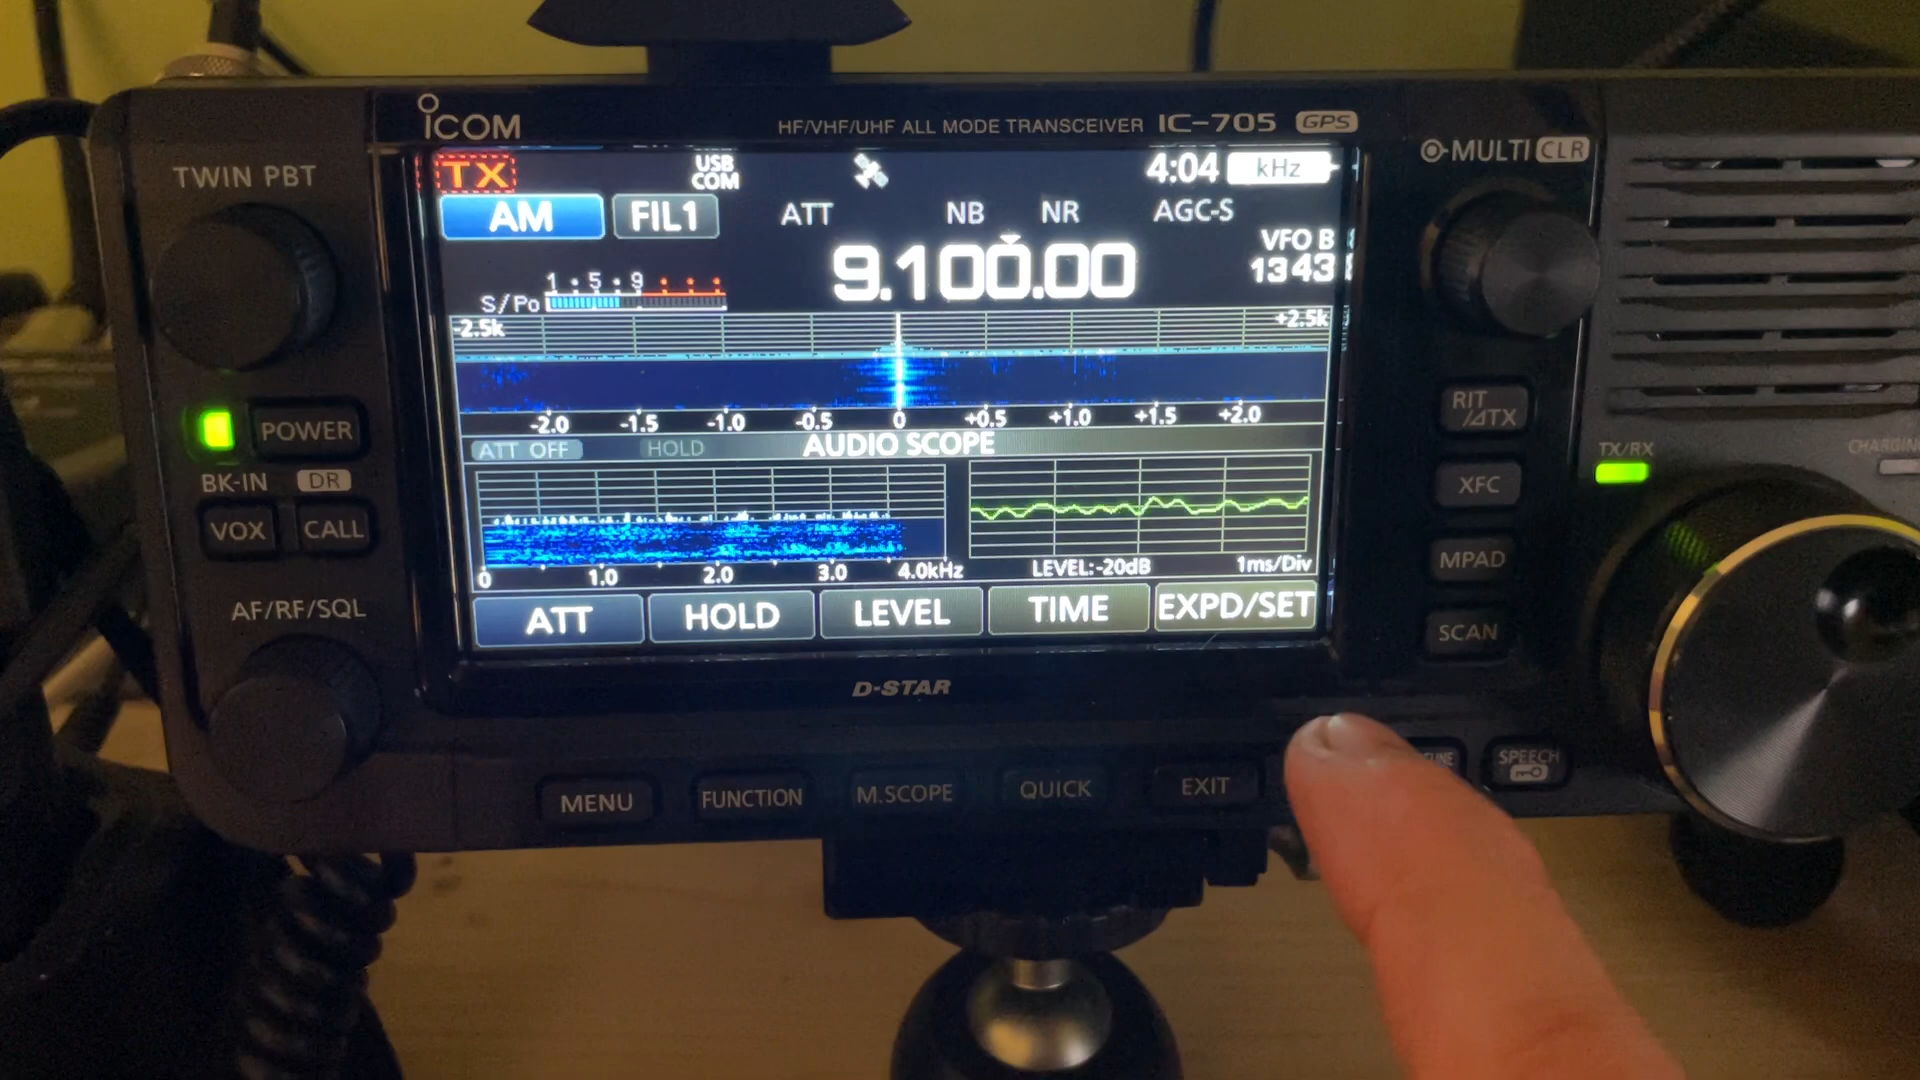 ICOM
HF/VHF/UHF ALL MODE TRANSCEIVER IC-705 GPS
TWIN PBT
MULTI CLR
TX
USB COM
4:04
kHz
AM
FIL1
ATT
NB
NR
AGC-S
9.100.00
VFO B
1343
1 · 5 · 9
S/Po
-2.5k
+2.5k
-2.0 -1.5 -1.0 -0.5 0 +0.5 +1.0 +1.5 +2.0
ATT OFF
HOLD
AUDIO SCOPE
0 1.0 2.0 3.0 4.0kHz
LEVEL:-20dB
1ms/Div
ATT
HOLD
LEVEL
TIME
EXPD/SET
D-STAR
POWER
BK-IN
DR
VOX
CALL
AF/RF/SQL
RIT
/⊿TX
TX/RX
XFC
MPAD
SCAN
MENU
FUNCTION
M.SCOPE
QUICK
EXIT
SPEECH